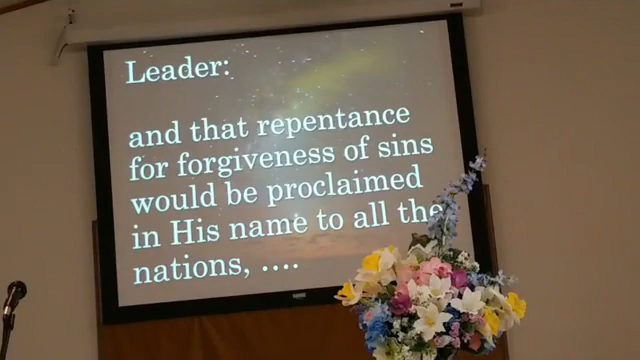 Leader:
and that repentance
for forgiveness of sins
would be proclaimed
in His name to all the
nations, ....